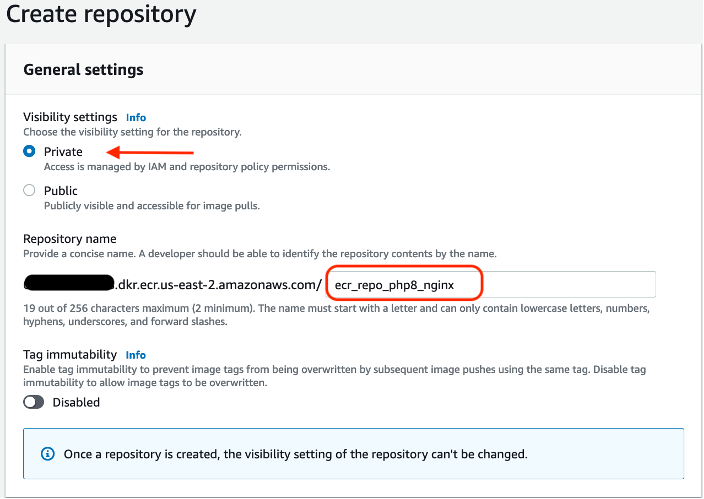 Create repository
General settings
Visibility settings Info
Choose the visibility setting for the repository.
Private
Access is managed by IAM and repository policy permissions.
Public
Publicly visible and accessible for image pulls.
Repository name
Provide a concise name. A developer should be able to identify the repository contents by the name.
.dkr.ecr.us-east-2.amazonaws.com/ ecr_repo_php8_nginx
19 out of 256 characters maximum (2 minimum). The name must start with a letter and can only contain lowercase letters, numbers,
hyphens, underscores, and forward slashes.
Tag immutability Info
Enable tag immutability to prevent image tags from being overwritten by subsequent image pushes using the same tag. Disable tag
immutability to allow image tags to be overwritten.
Disabled
Once a repository is created, the visibility setting of the repository can't be changed.